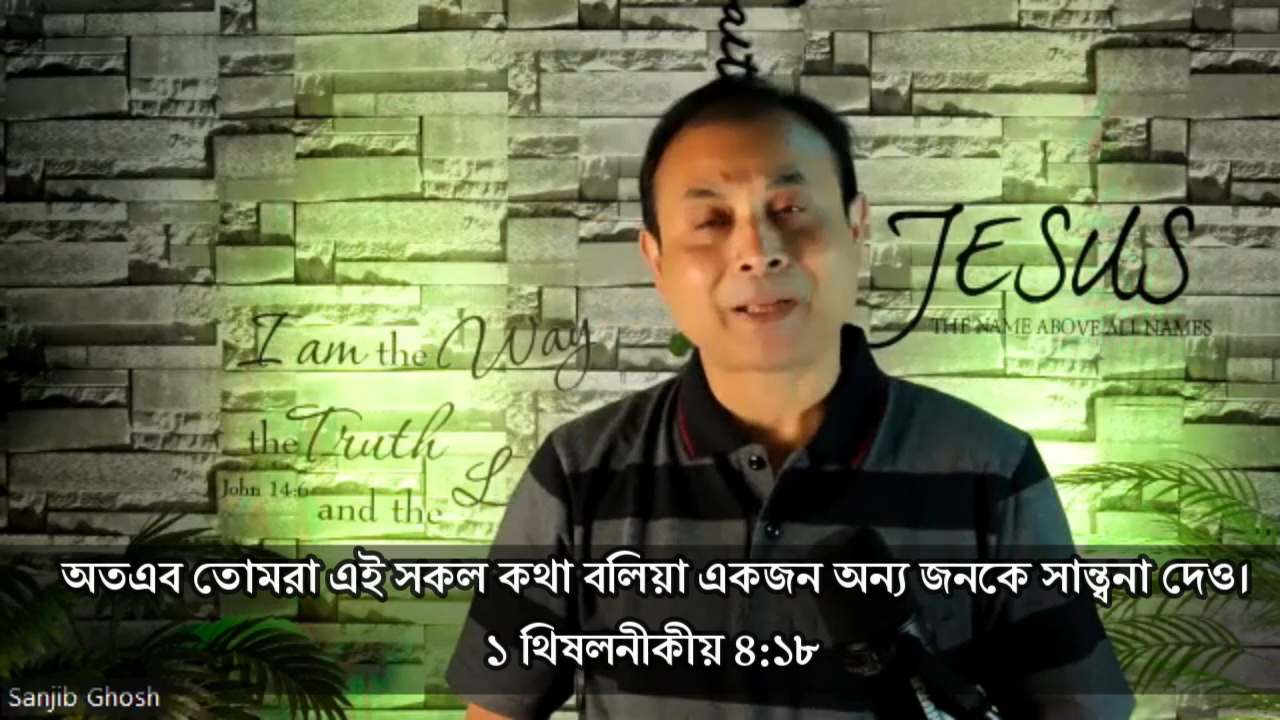 JESUS
THE NAME ABOVE ALL NAMES
I am the Way
the Truth
John 14:6
and the
অতএব তোমরা এই সকল কথা বলিয়া একজন অন্য জনকে সান্ত্বনা দেও।
১ থিষলনীকীয় ৪:১৮
Sanjib Ghosh